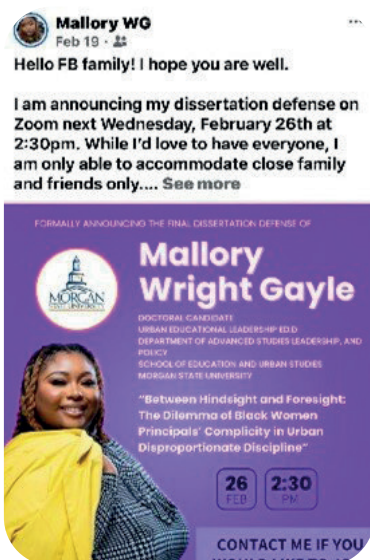 Mallory WG
Feb 19 ·
Hello FB family! I hope you are well.
I am announcing my dissertation defense on
Zoom next Wednesday, February 26th at
2:30pm. While I'd love to have everyone, I
am only able to accommodate close family
and friends only.... See more
FORMALLY ANNOUNCING THE FINAL DISSERTATION DEFENSE OF
Mallory
Wright Gayle
MORGAN
DOCTORAL CANDIDATE
URBAN EDUCATIONAL LEADERSHIP ED.D
DEPARTMENT OF ADVANCED STUDIES LEADERSHIP, AND
POLICY
SCHOOL OF EDUCATION AND URBAN STUDIES
MORGAN STATE UNIVERSITY
"Between Hindsight and Foresight:
The Dilemma of Black Women
Principals' Complicity in Urban
Disproportionate Discipline"
26 2:30
FEB PM
CONTACT ME IF YOU